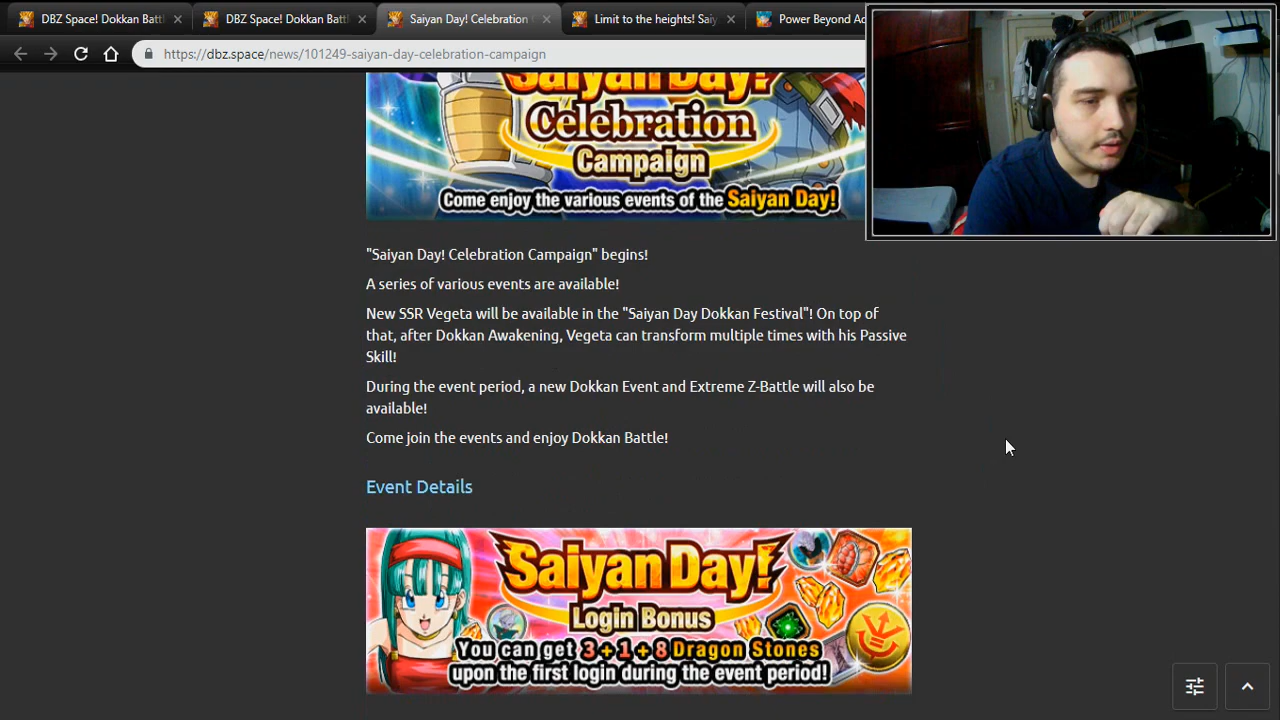 DBZ Space! Dokkan Batt
DBZ Space! Dokkan Batt
Saiyan Day! Celebration
Limit to the heights! Saiy
Power Beyond Ac
https://dbz.space/news/101249-saiyan-day-celebration-campaign
Saiyan Day!
Celebration
Campaign
Come enjoy the various events of the Saiyan Day!
"Saiyan Day! Celebration Campaign" begins!
A series of various events are available!
New SSR Vegeta will be available in the "Saiyan Day Dokkan Festival"! On top of
that, after Dokkan Awakening, Vegeta can transform multiple times with his Passive
Skill!
During the event period, a new Dokkan Event and Extreme Z-Battle will also be
available!
Come join the events and enjoy Dokkan Battle!
Event Details
Saiyan Day!
Login Bonus
You can get 3+1+8 Dragon Stones
upon the first login during the event period!